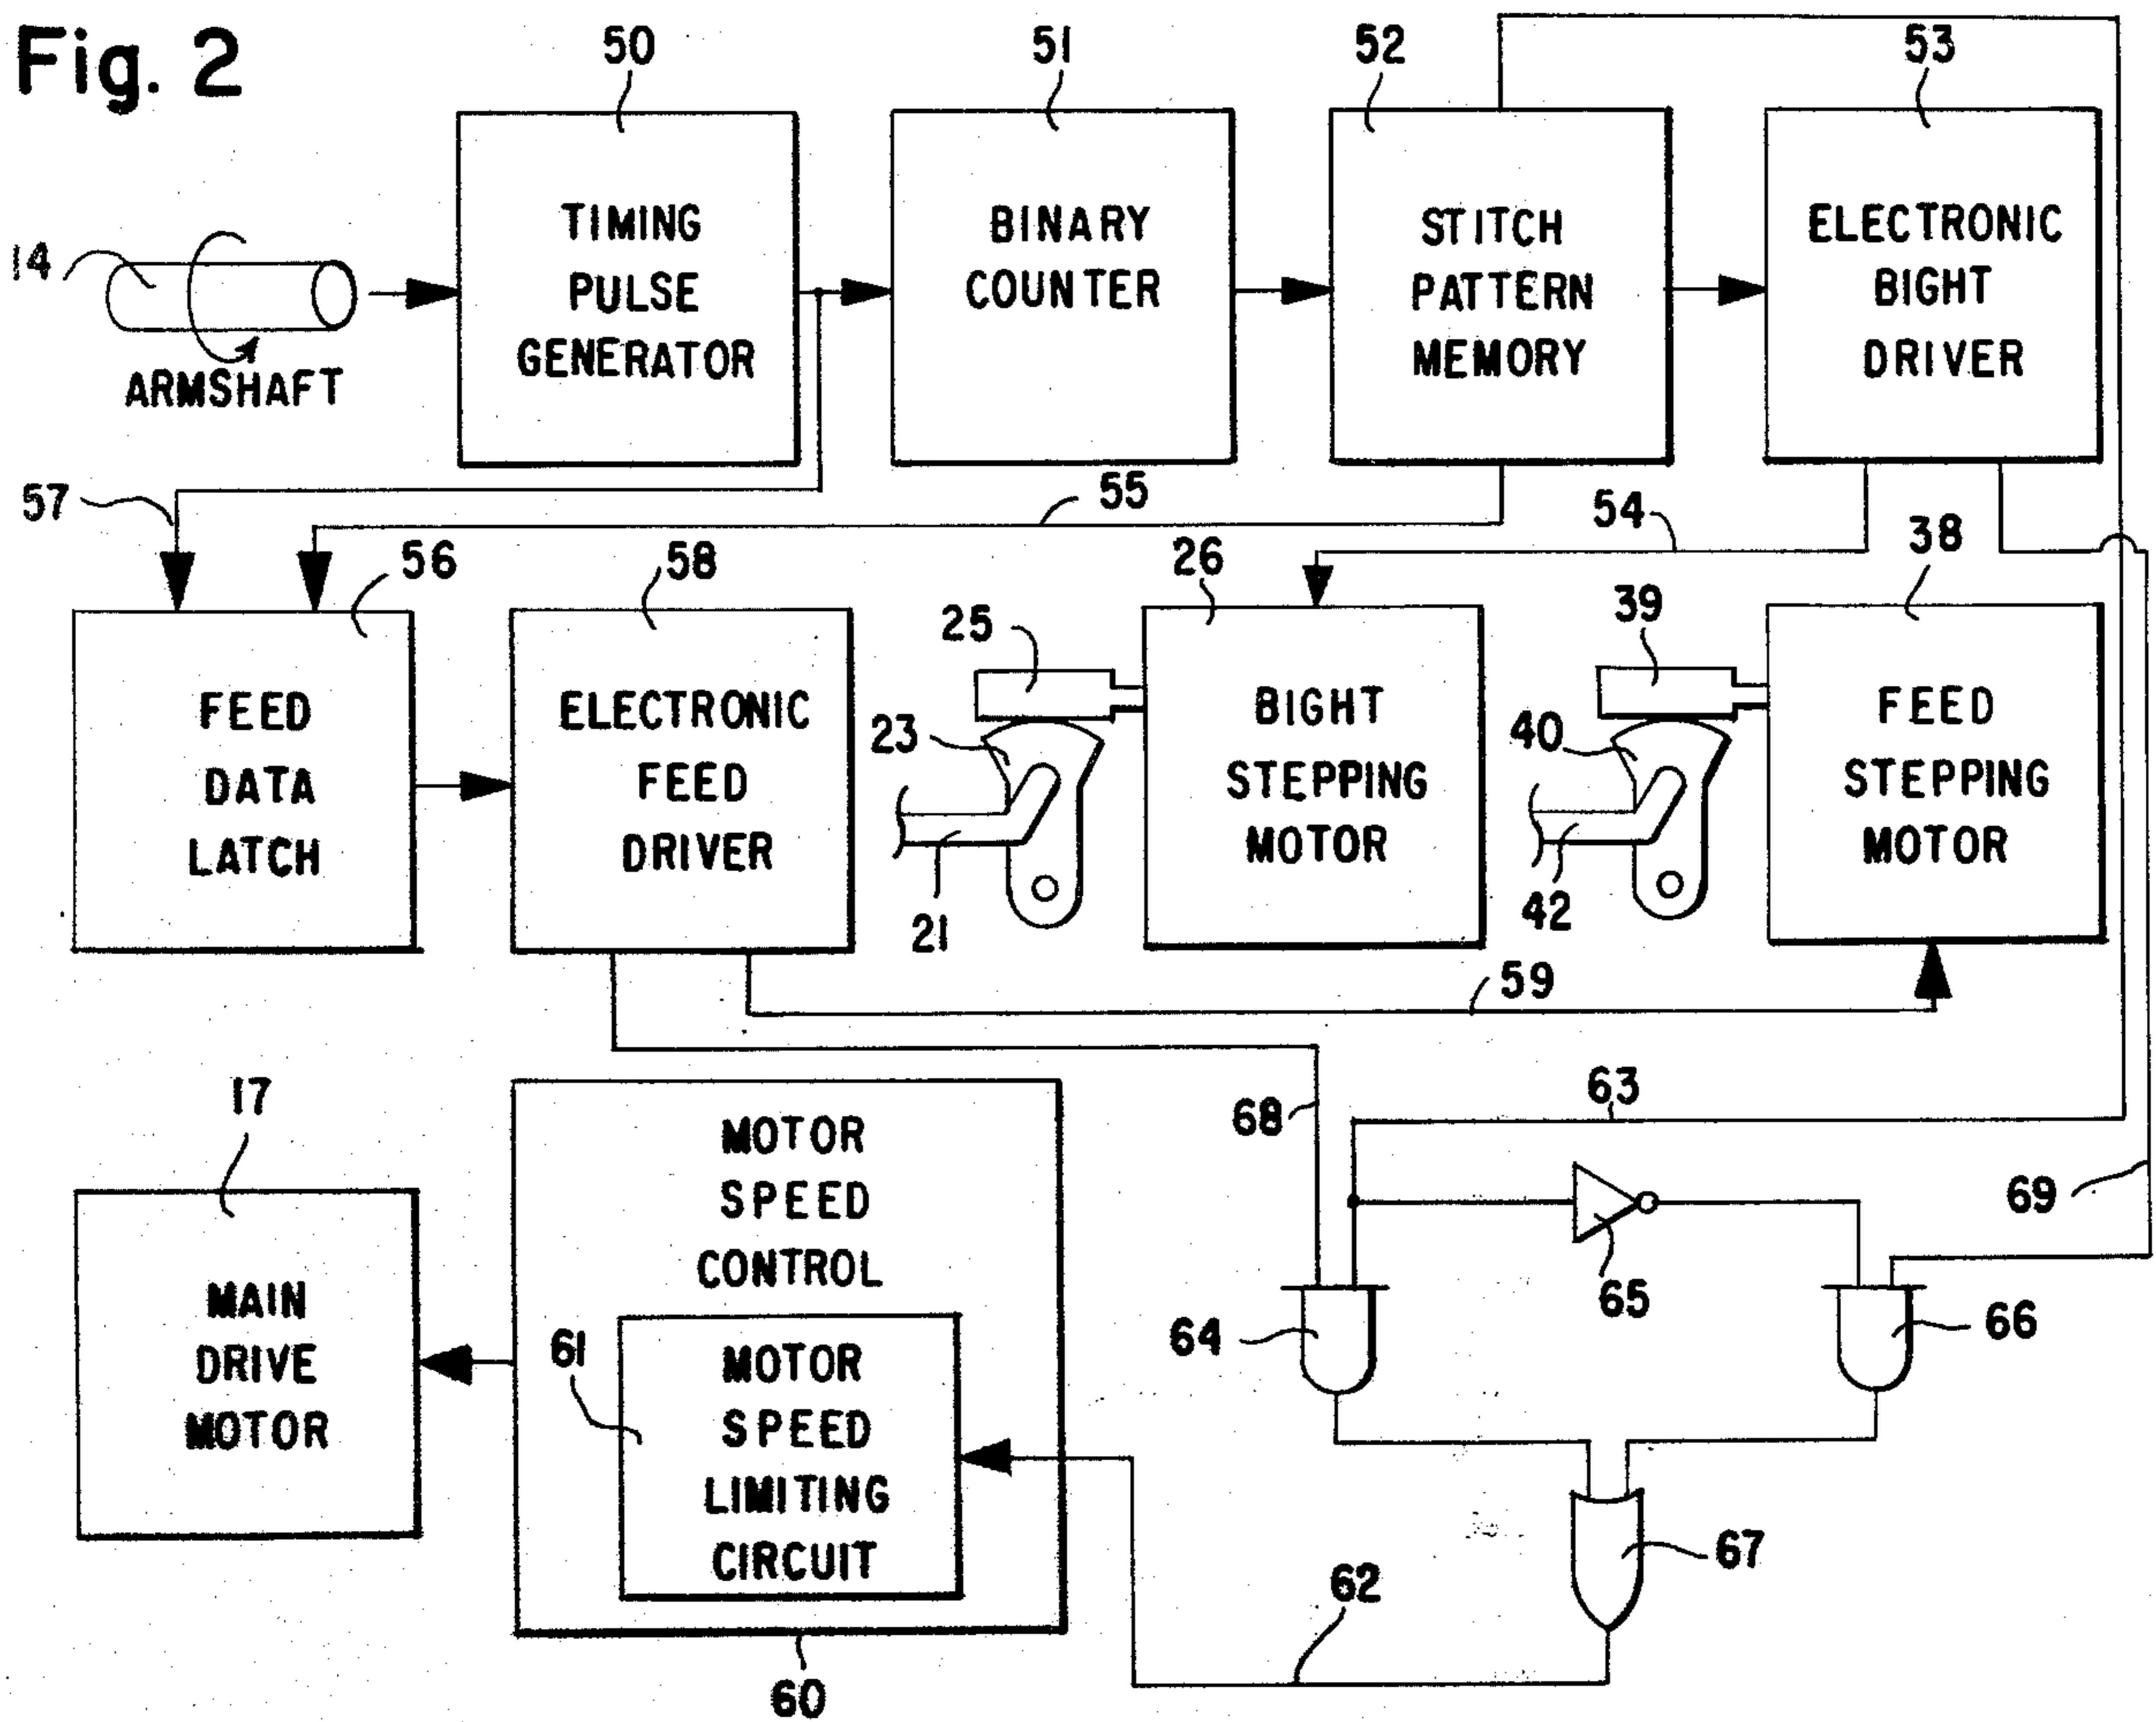 Fig. 2
50
51
52
53
14
ARMSHAFT
TIMING
PULSE
GENERATOR
BINARY
COUNTER
STITCH
PATTERN
MEMORY
ELECTRONIC
BIGHT
DRIVER
57
55
54
56
58
26
38
25
39
23
40
21
42
FEED
DATA
LATCH
ELECTRONIC
FEED
DRIVER
BIGHT
STEPPING
MOTOR
FEED
STEPPING
MOTOR
59
17
68
63
69
MAIN
DRIVE
MOTOR
MOTOR
SPEED
CONTROL
61
MOTOR
SPEED
LIMITING
CIRCUIT
64
65
66
67
62
60